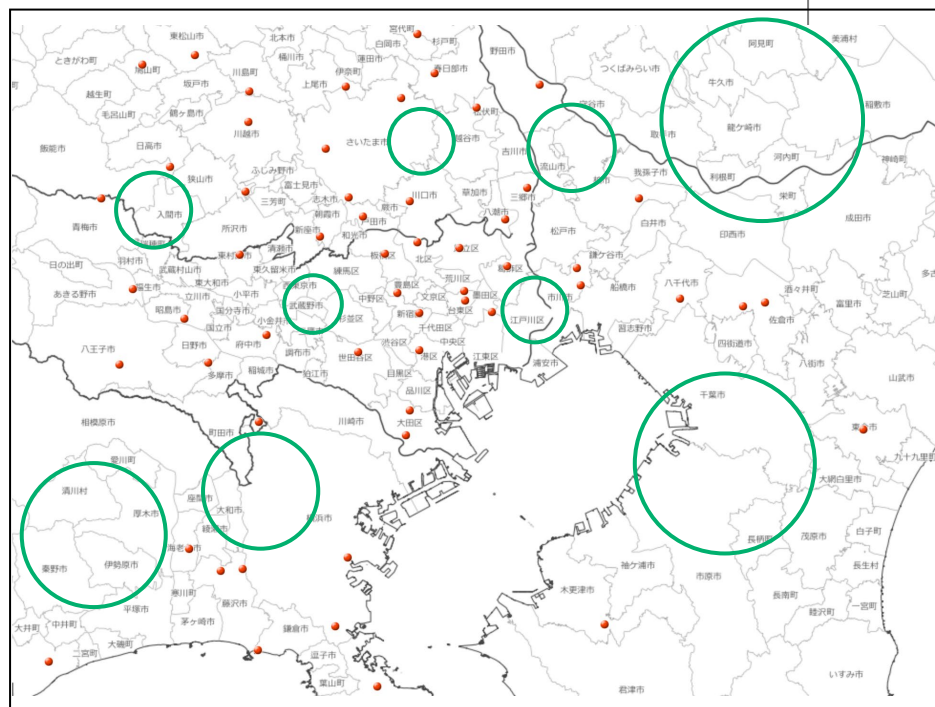 宮代町
東松山市
北本市
白岡市
杉戸町
阿見町
美浦村
ときがわ町
桶川市
蓮田市
野田市
鳩山町
川島町
上尾市
伊奈町
春日部市
つくばみらい市
坂戸市
牛久市
越生町
松伏町
守谷市
稲敷市
毛呂山町
鶴ヶ島市
川越市
さいたま市
越谷市
取手市
龍ケ崎市
飯能市
日高市
吉川市
流山市
河内町
神崎町
狭山市
ふじみ野市
富士見市
川口市
草加市
三郷市
柏市
我孫子市
利根町
栄町
入間市
三芳町
志木市
蕨市
八潮市
朝霞市
戸田市
成田市
青梅市
所沢市
新座市
和光市
松戸市
白井市
印西市
瑞穂町
清瀬市
板橋区
北区
足立区
羽村市
東村山市
葛飾区
鎌ケ谷市
日の出町
武蔵村山市
東久留米市
練馬区
東大和市
荒川区
あきる野市
福生市
西東京市
豊島区
船橋市
八千代市
酒々井町
立川市
小平市
中野区
文京区
墨田区
市川市
富里市
芝山町
昭島市
国分寺市
武蔵野市
台東区
佐倉市
小金井市
杉並区
新宿区
江戸川区
国立市
千代田区
習志野市
八王子市
日野市
府中市
渋谷区
中央区
四街道市
調布市
世田谷区
港区
江東区
浦安市
八街市
多摩市
稲城市
狛江市
目黒区
山武市
品川区
千葉市
相模原市
町田市
川崎市
大田区
東金市
愛川町
九十九里町
清川村
座間市
大網白里市
厚木市
大和市
横浜市
綾瀬市
白子町
海老名市
長柄町
茂原市
秦野市
伊勢原市
袖ケ浦市
市原市
長生村
木更津市
寒川町
長南町
平塚市
藤沢市
一宮町
睦沢町
大井町
中井町
茅ヶ崎市
鎌倉市
大磯町
二宮町
逗子市
いすみ市
葉山町
君津市